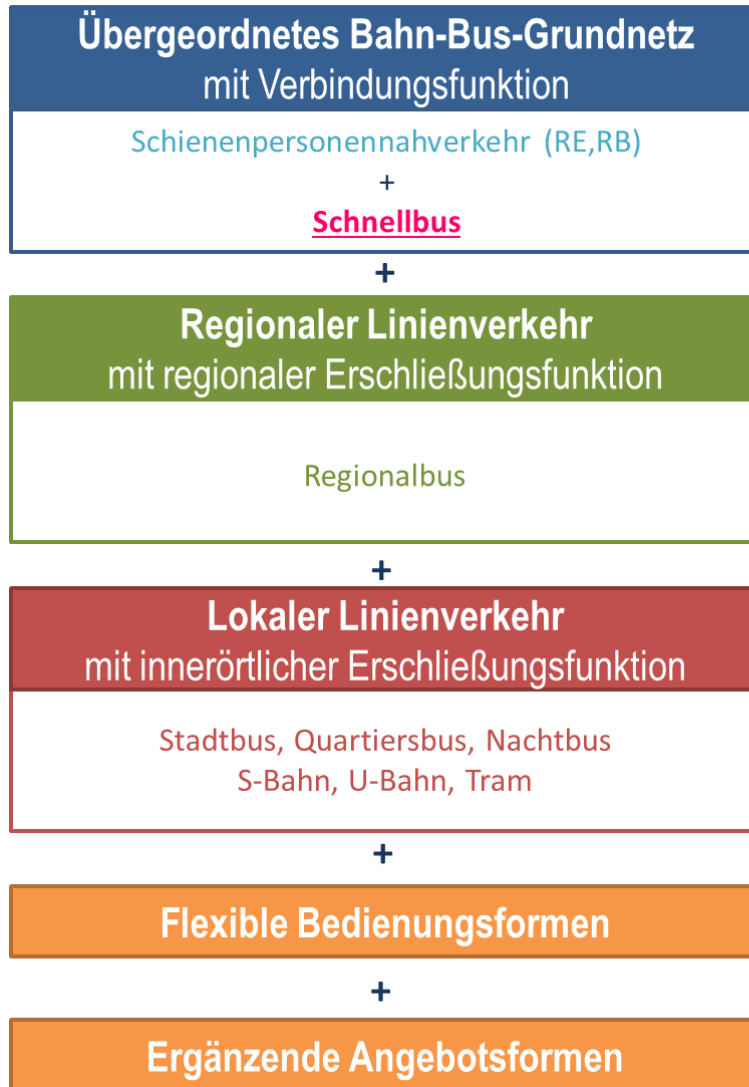 Übergeordnetes Bahn-Bus-Grundnetz
mit Verbindungsfunktion
Schienenpersonennahverkehr (RE,RB)
+
Schnellbus
+
Regionaler Linienverkehr
mit regionaler Erschließungsfunktion
Regionalbus
+
Lokaler Linienverkehr
mit innerörtlicher Erschließungsfunktion
Stadtbus, Quartiersbus, Nachtbus
S-Bahn, U-Bahn, Tram
+
Flexible Bedienungsformen
+
Ergänzende Angebotsformen